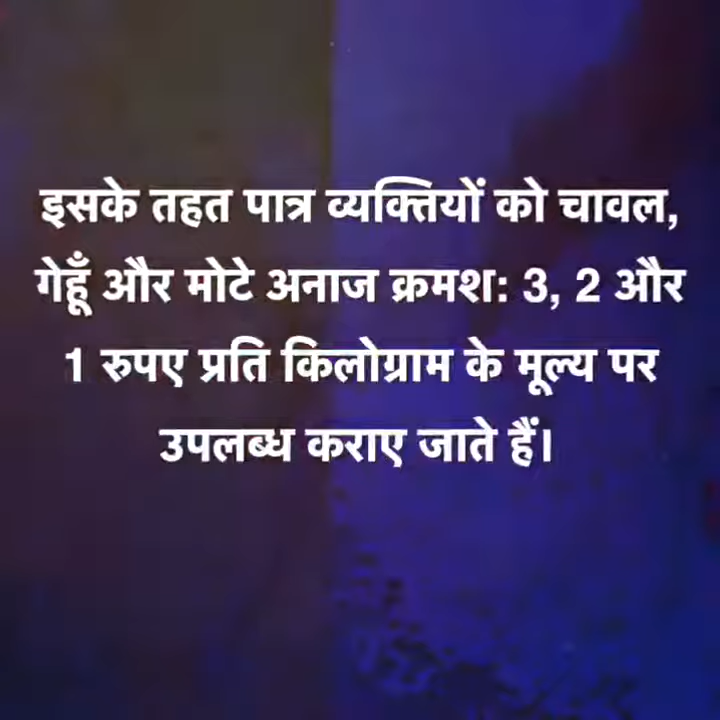 इसके तहत पात्र व्यक्तियों को चावल,
गेहूँ और मोटे अनाज क्रमश: 3, 2 और
1 रुपए प्रति किलोग्राम के मूल्य पर
उपलब्ध कराए जाते हैं।